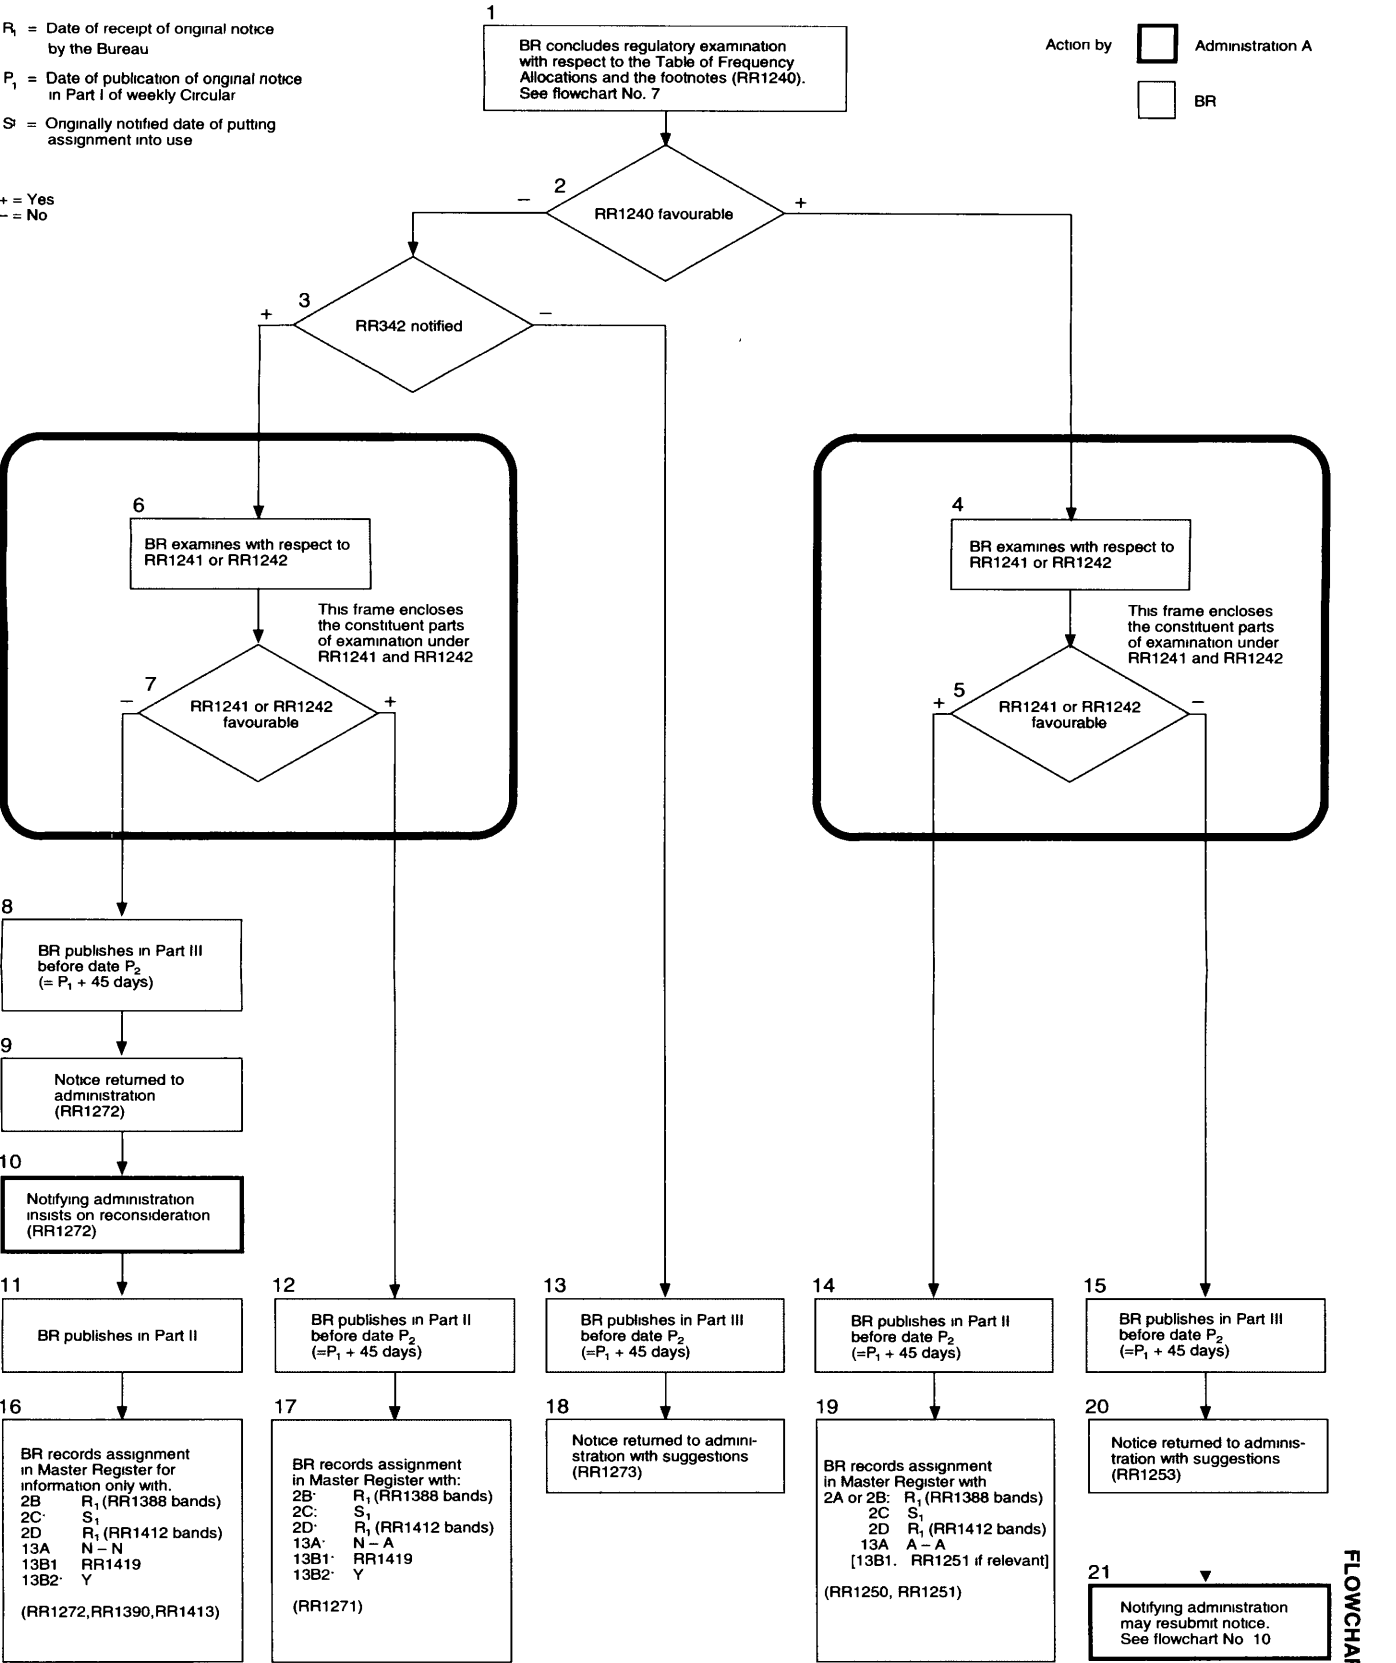 R1 = Date of receipt of original notice
by the Bureau
P1 = Date of publication of original notice
in Part I of weekly Circular
S1 = Originally notified date of putting
assignment into use
+ = Yes
– = No
Action by
Administration A
BR
1
BR concludes regulatory examination
with respect to the Table of Frequency
Allocations and the footnotes (RR1240).
See flowchart No. 7
2
RR1240 favourable
–
+
3
RR342 notified
+
–
6
BR examines with respect to
RR1241 or RR1242
This frame encloses
the constituent parts
of examination under
RR1241 and RR1242
7
RR1241 or RR1242
favourable
–
+
4
BR examines with respect to
RR1241 or RR1242
This frame encloses
the constituent parts
of examination under
RR1241 and RR1242
5
RR1241 or RR1242
favourable
+
–
8
BR publishes in Part III
before date P2
(= P1 + 45 days)
9
Notice returned to
administration
(RR1272)
10
Notifying administration
insists on reconsideration
(RR1272)
11
BR publishes in Part II
12
BR publishes in Part II
before date P2
(=P1 + 45 days)
13
BR publishes in Part III
before date P2
(=P1 + 45 days)
14
BR publishes in Part II
before date P2
(=P1 + 45 days)
15
BR publishes in Part III
before date P2
(=P1 + 45 days)
16
BR records assignment
in Master Register for
information only with.
2B R1 (RR1388 bands)
2C· S1
2D R1 (RR1412 bands)
13A N – N
13B1 RR1419
13B2· Y
(RR1272,RR1390,RR1413)
17
BR records assignment
in Master Register with:
2B· R1 (RR1388 bands)
2C: S1
2D· R1 (RR1412 bands)
13A· N – A
13B1· RR1419
13B2· Y
(RR1271)
18
Notice returned to admini-
stration with suggestions
(RR1273)
19
BR records assignment
in Master Register with
2A or 2B: R1 (RR1388 bands)
2C S1
2D R1 (RR1412 bands)
13A A – A
[13B1. RR1251 if relevant]
(RR1250, RR1251)
20
Notice returned to adminis-
tration with suggestions
(RR1253)
21
Notifying administration
may resubmit notice.
See flowchart No 10